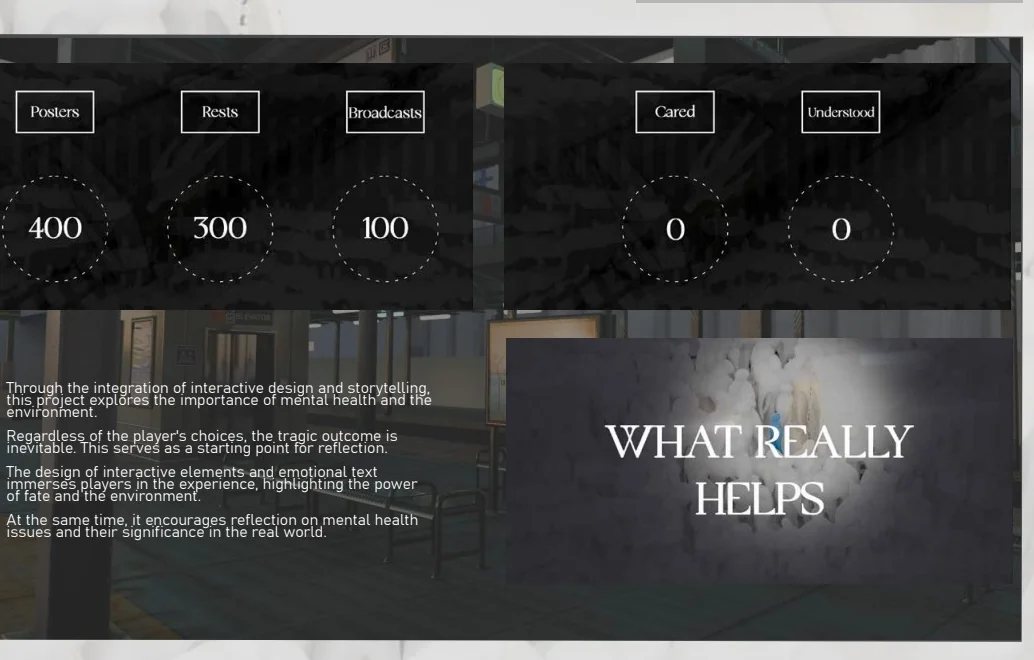 Posters
Rests
Broadcasts
Cared
Understood
400
300
100
0
0
Through the integration of interactive design and storytelling,
this project explores the importance of mental health and the
environment.
Regardless of the player's choices, the tragic outcome is
inevitable. This serves as a starting point for reflection.
The design of interactive elements and emotional text
immerses players in the experience, highlighting the power
of fate and the environment.
At the same time, it encourages reflection on mental health
issues and their significance in the real world.
WHAT REALLY
HELPS